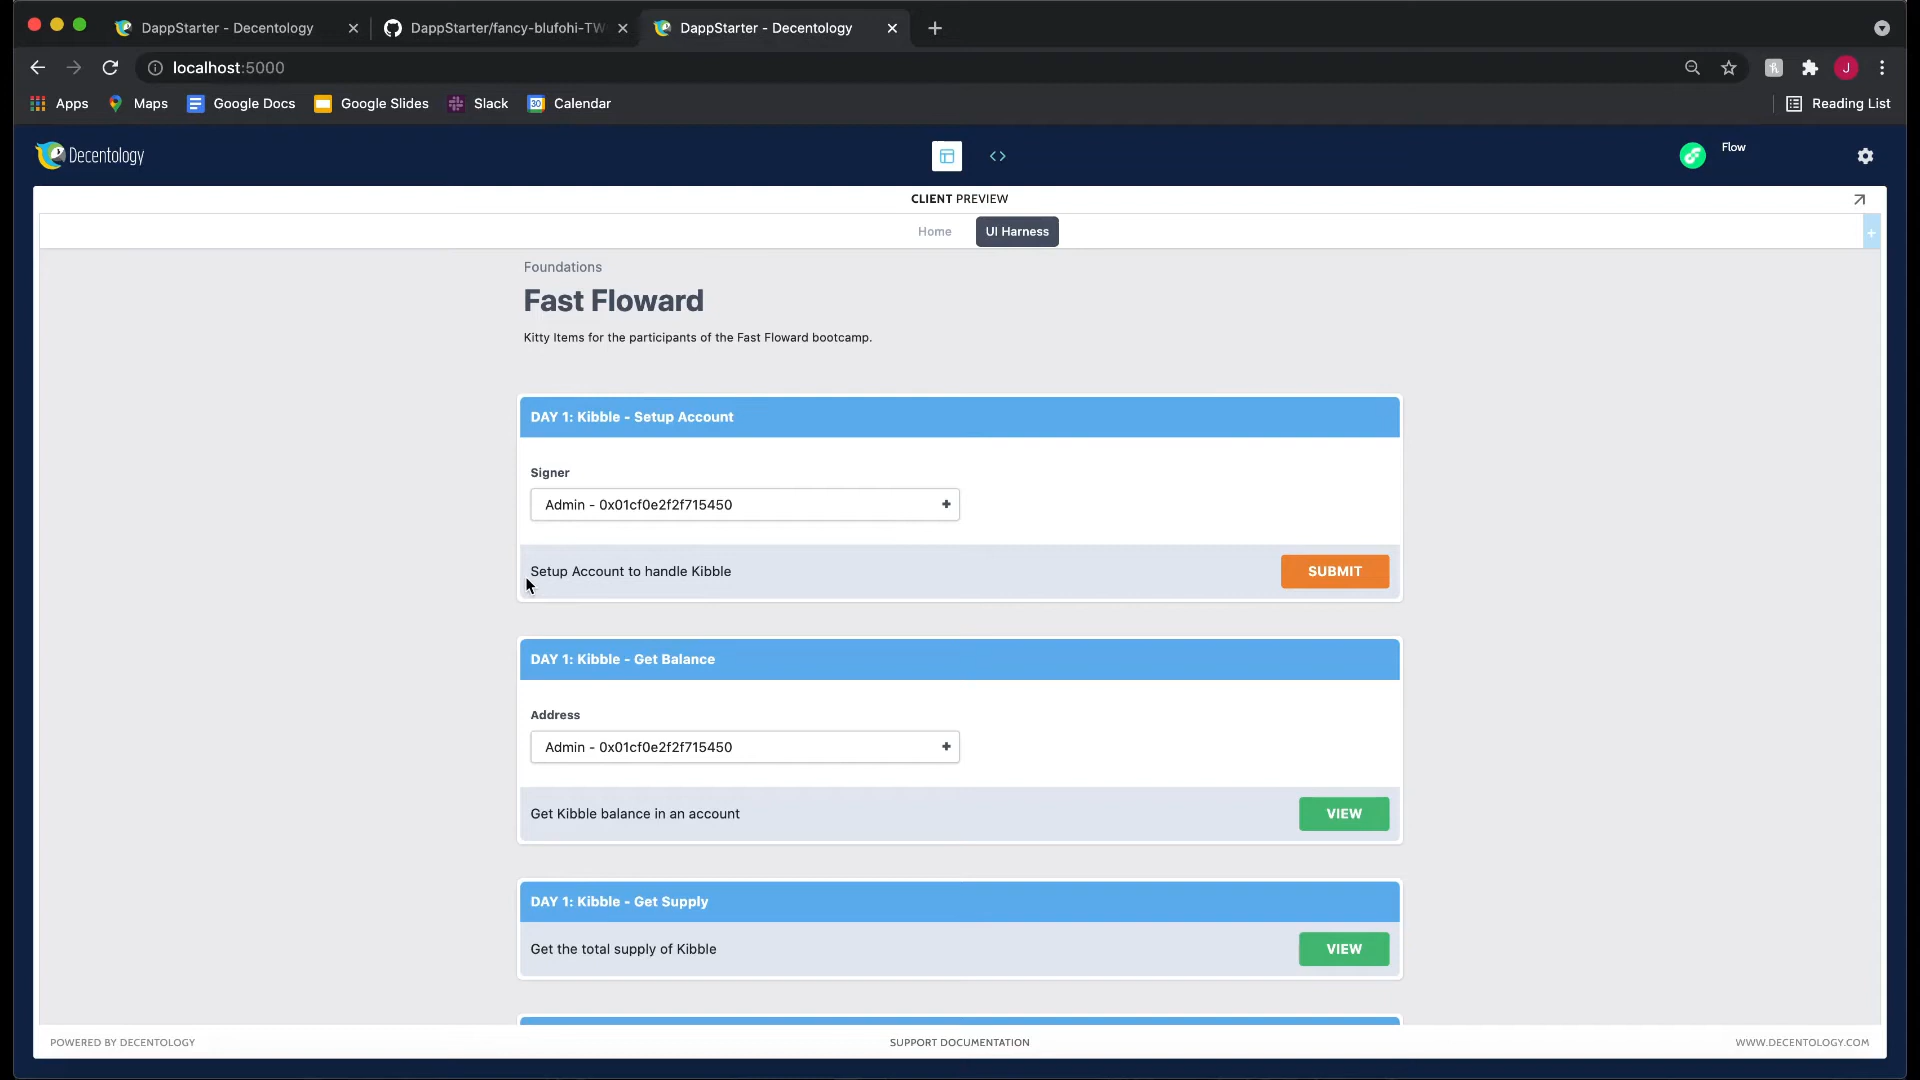 DappStarter - Decentology
DappStarter/fancy-blufohi-TW
DappStarter - Decentology
localhost:5000
J
Apps
Maps
Google Docs
Google Slides
Slack
30
Calendar
Reading List
Decentology
<>
Flow
CLIENT PREVIEW
Home
UI Harness
+
Foundations
Fast Floward
Kitty Items for the participants of the Fast Floward bootcamp.
DAY 1: Kibble - Setup Account
Signer
Admin - 0x01cf0e2f2f715450
Setup Account to handle Kibble
SUBMIT
DAY 1: Kibble - Get Balance
Address
Admin - 0x01cf0e2f2f715450
Get Kibble balance in an account
VIEW
DAY 1: Kibble - Get Supply
Get the total supply of Kibble
VIEW
POWERED BY DECENTOLOGY
SUPPORT DOCUMENTATION
WWW.DECENTOLOGY.COM